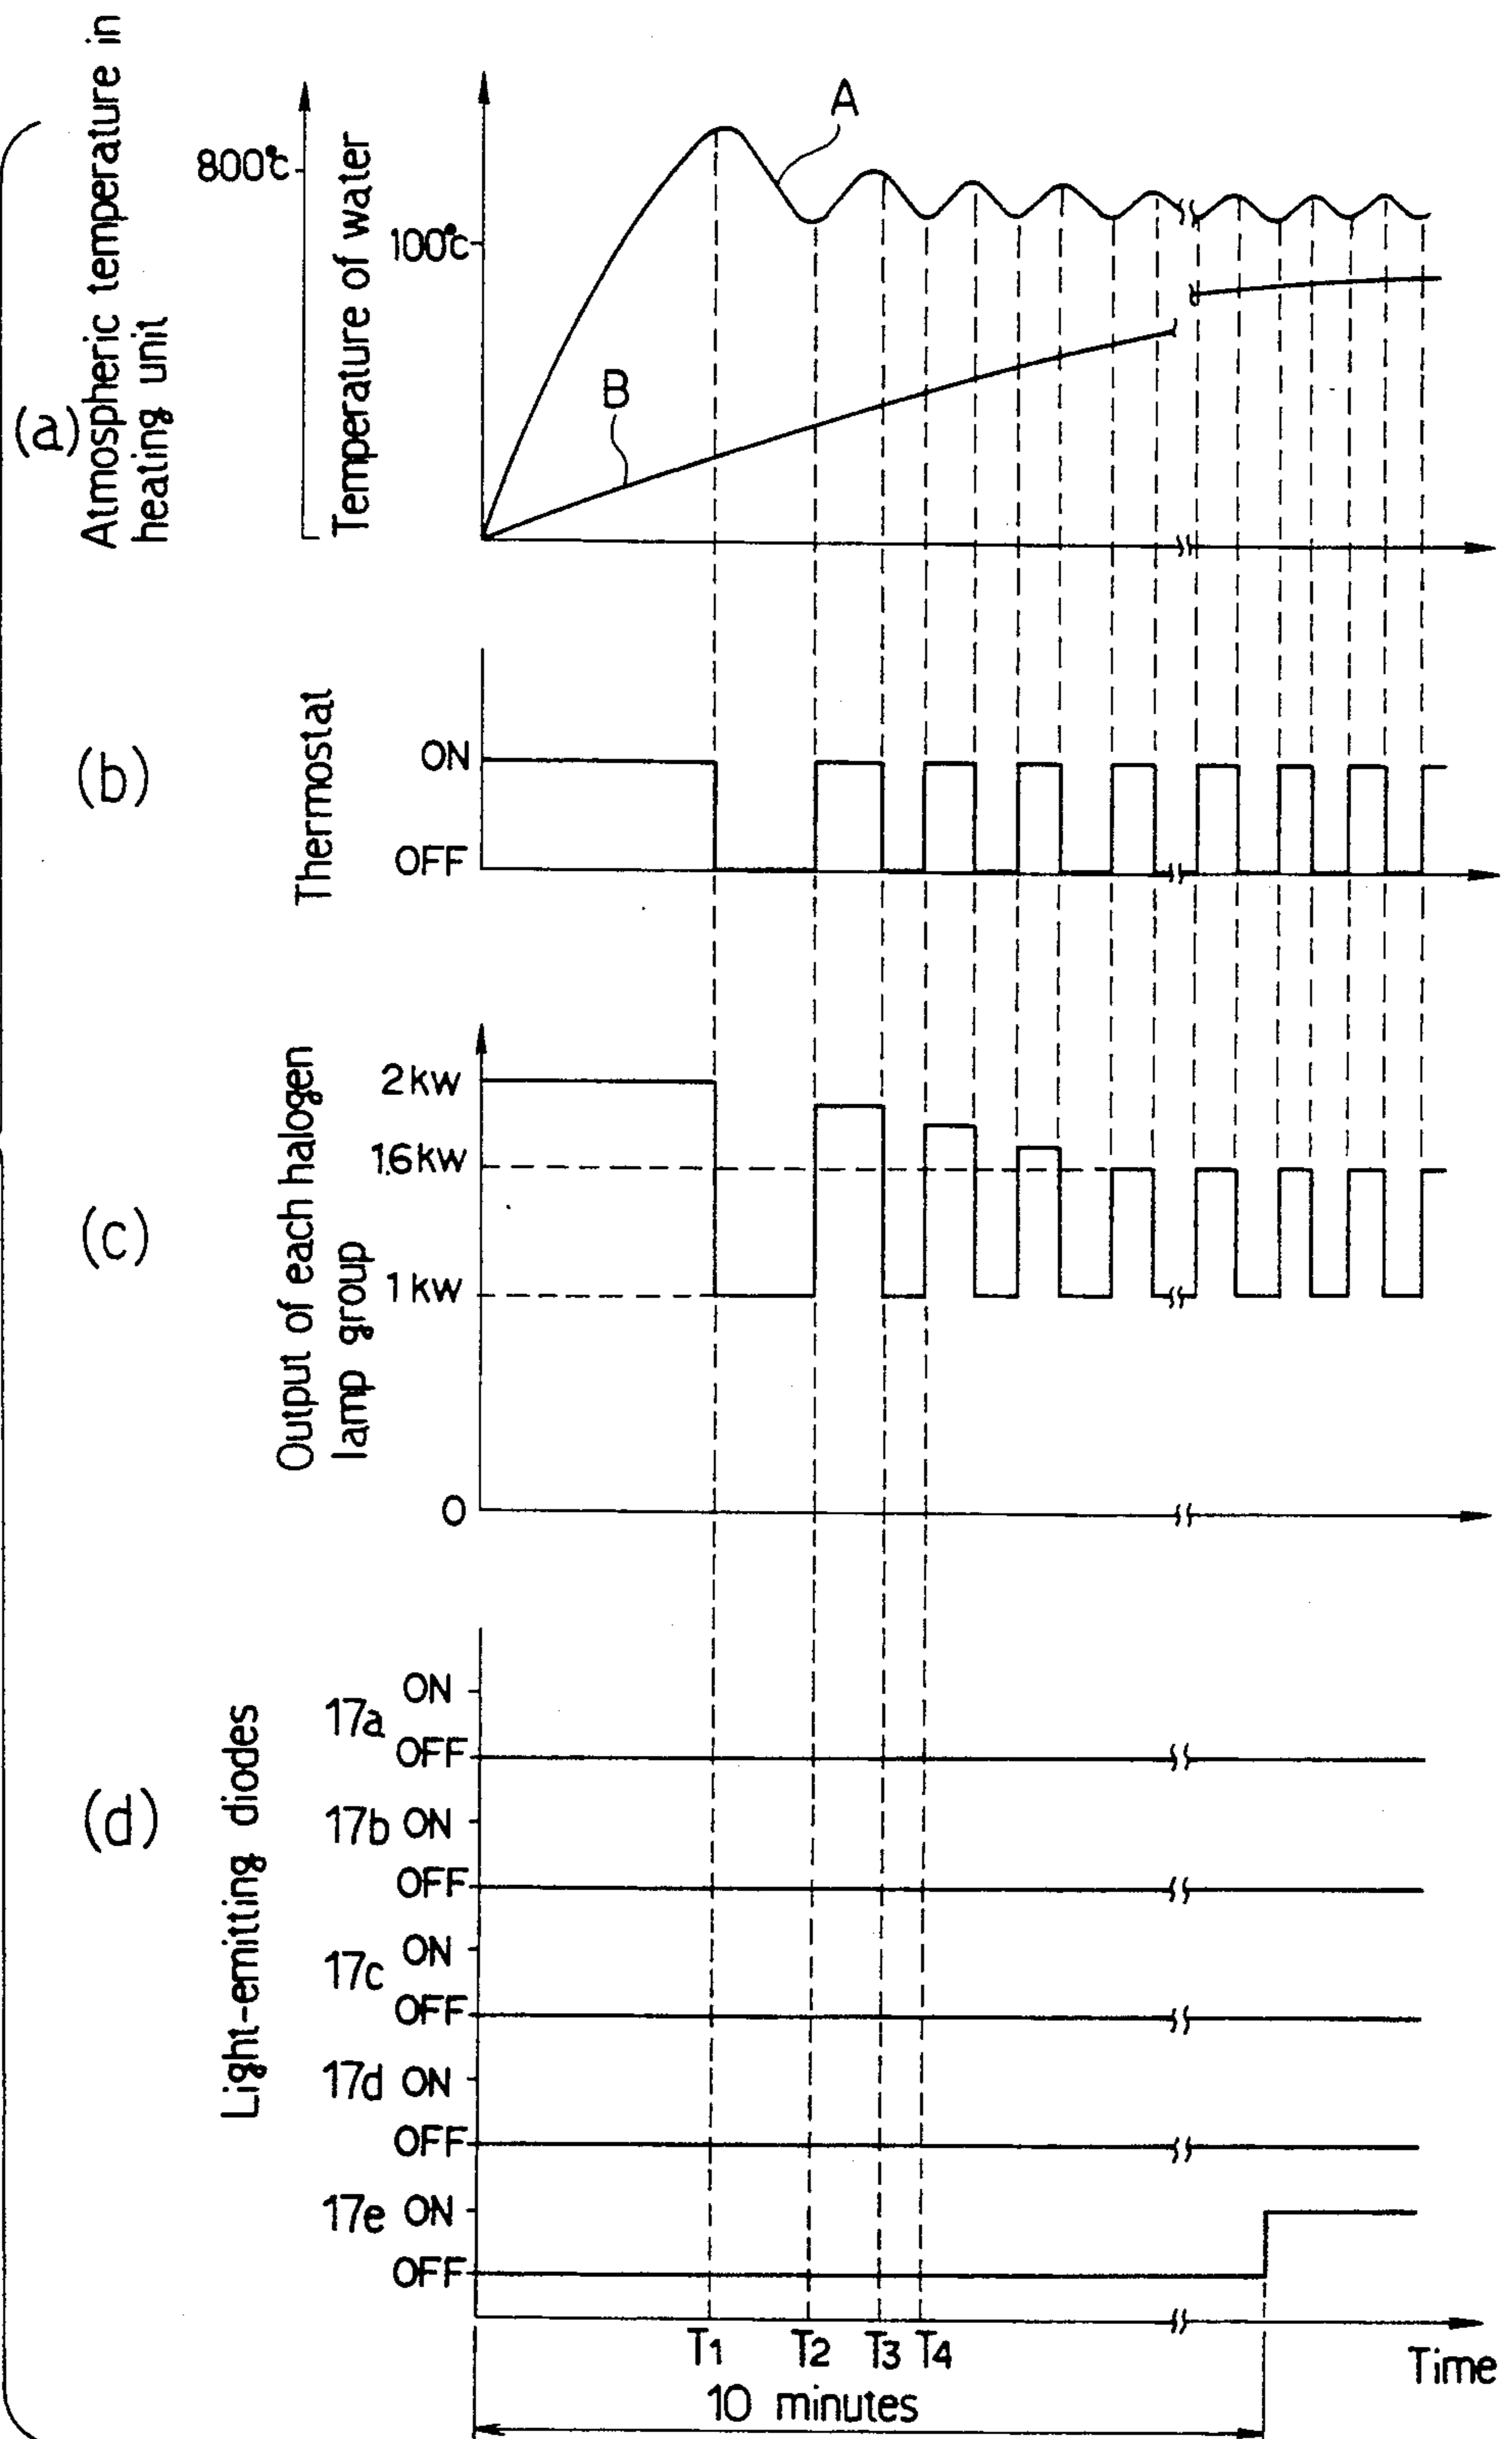 (a)
Atmospheric temperature in
heating unit
800°c
Temperature of water
100°c
A
B
(b)
Thermostat
ON
OFF
(c)
Output of each halogen
lamp group
2kw
1.6kw
1kw
0
(d)
Light-emitting diodes
17a ON
OFF
17b ON
OFF
17c ON
OFF
17d ON
OFF
17e ON
OFF
T1 T2 T3 T4
Time
10 minutes